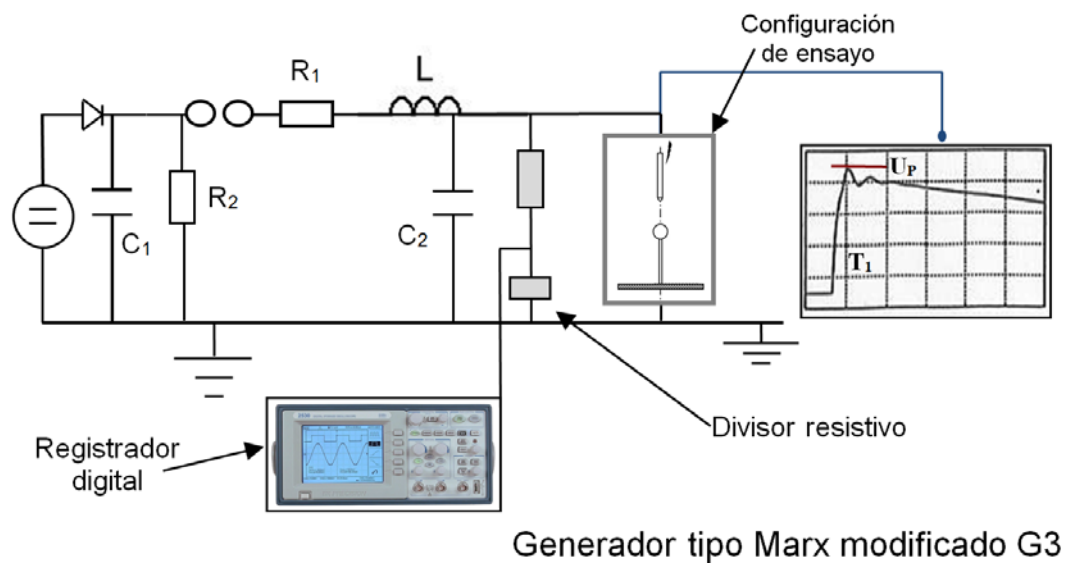 Configuración
de ensayo
R1
L
R2
C1
C2
UP
T1
Registrador
digital
Divisor resistivo
Generador tipo Marx modificado G3